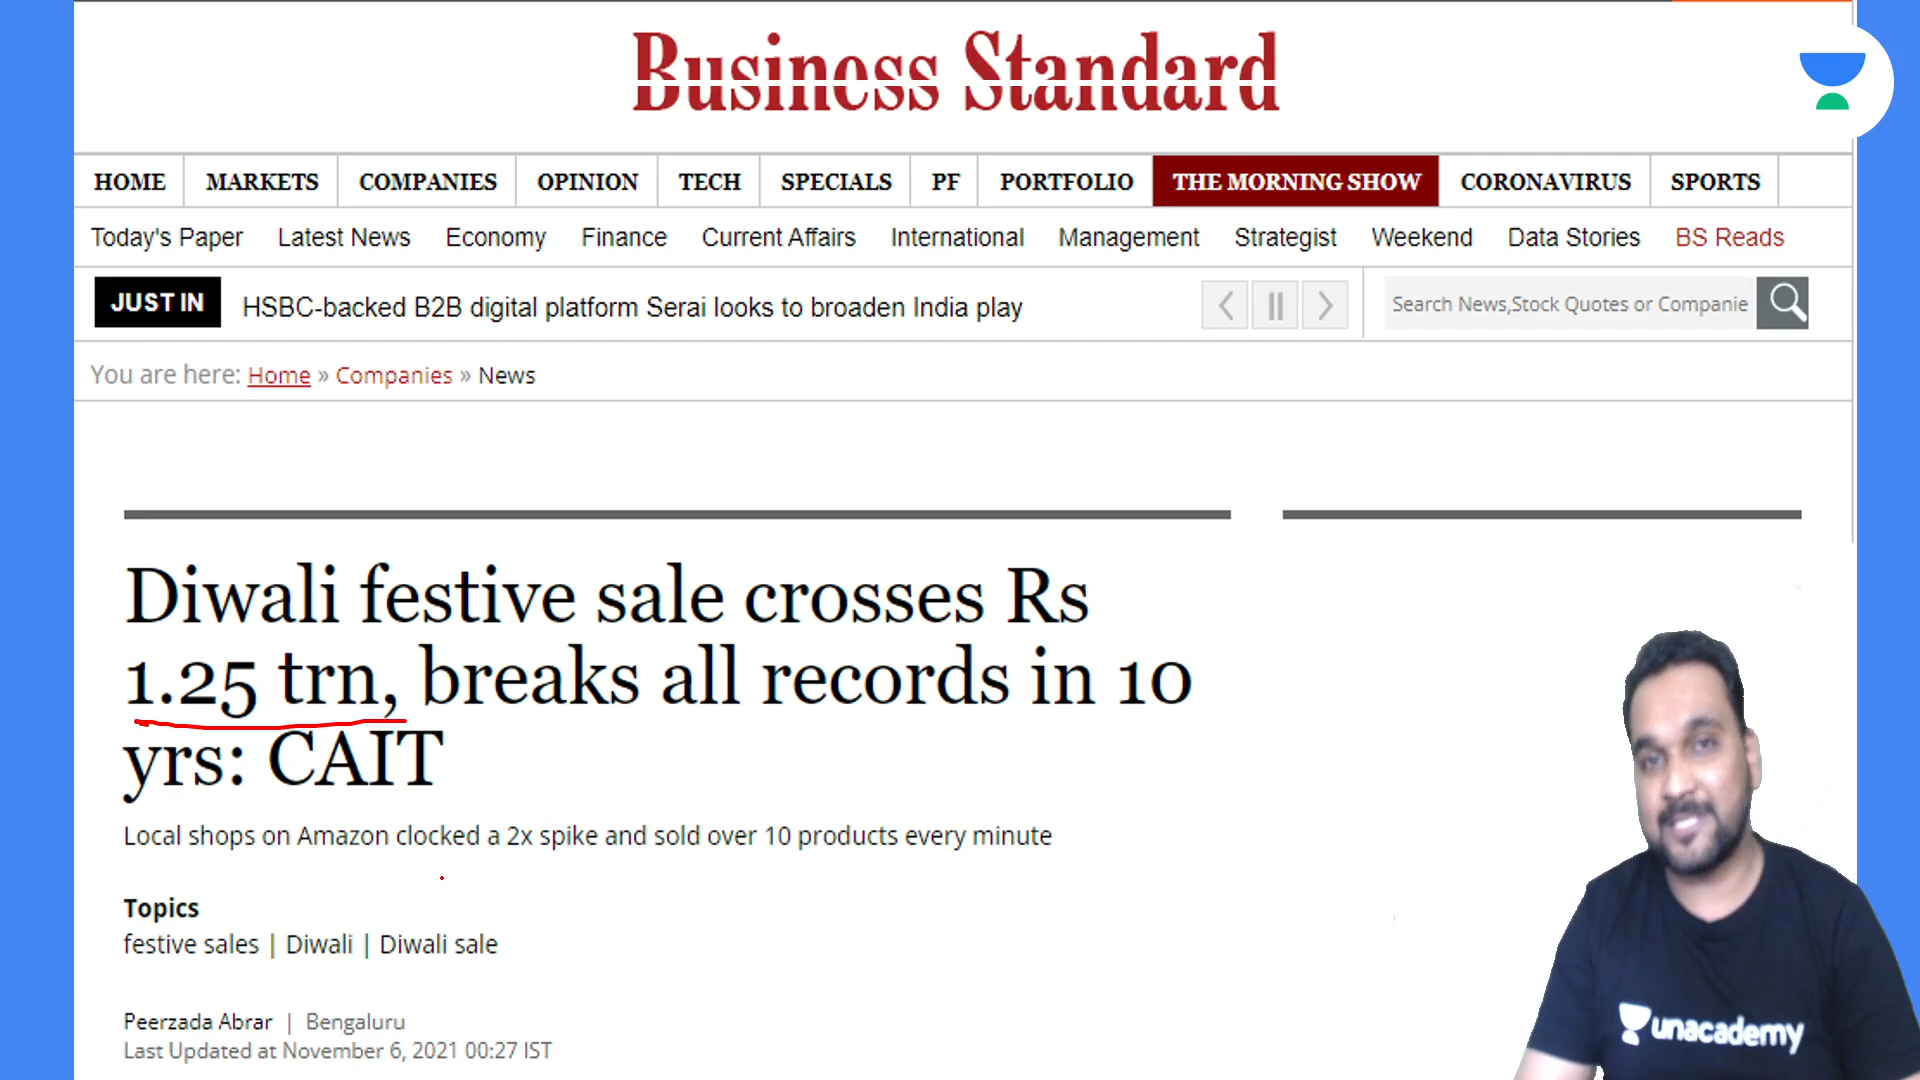 Business Standard
HOME MARKETS COMPANIES OPINION TECH SPECIALS PF PORTFOLIO THE MORNING SHOW CORONAVIRUS SPORTS
Today's Paper Latest News Economy Finance Current Affairs International Management Strategist Weekend Data Stories BS Reads
JUST IN HSBC-backed B2B digital platform Serai looks to broaden India play Search News,Stock Quotes or Companie
You are here: Home » Companies » News
Diwali festive sale crosses Rs
1.25 trn, breaks all records in 10
yrs: CAIT
Local shops on Amazon clocked a 2x spike and sold over 10 products every minute
Topics
festive sales | Diwali | Diwali sale
Peerzada Abrar | Bengaluru
Last Updated at November 6, 2021 00:27 IST
unacademy